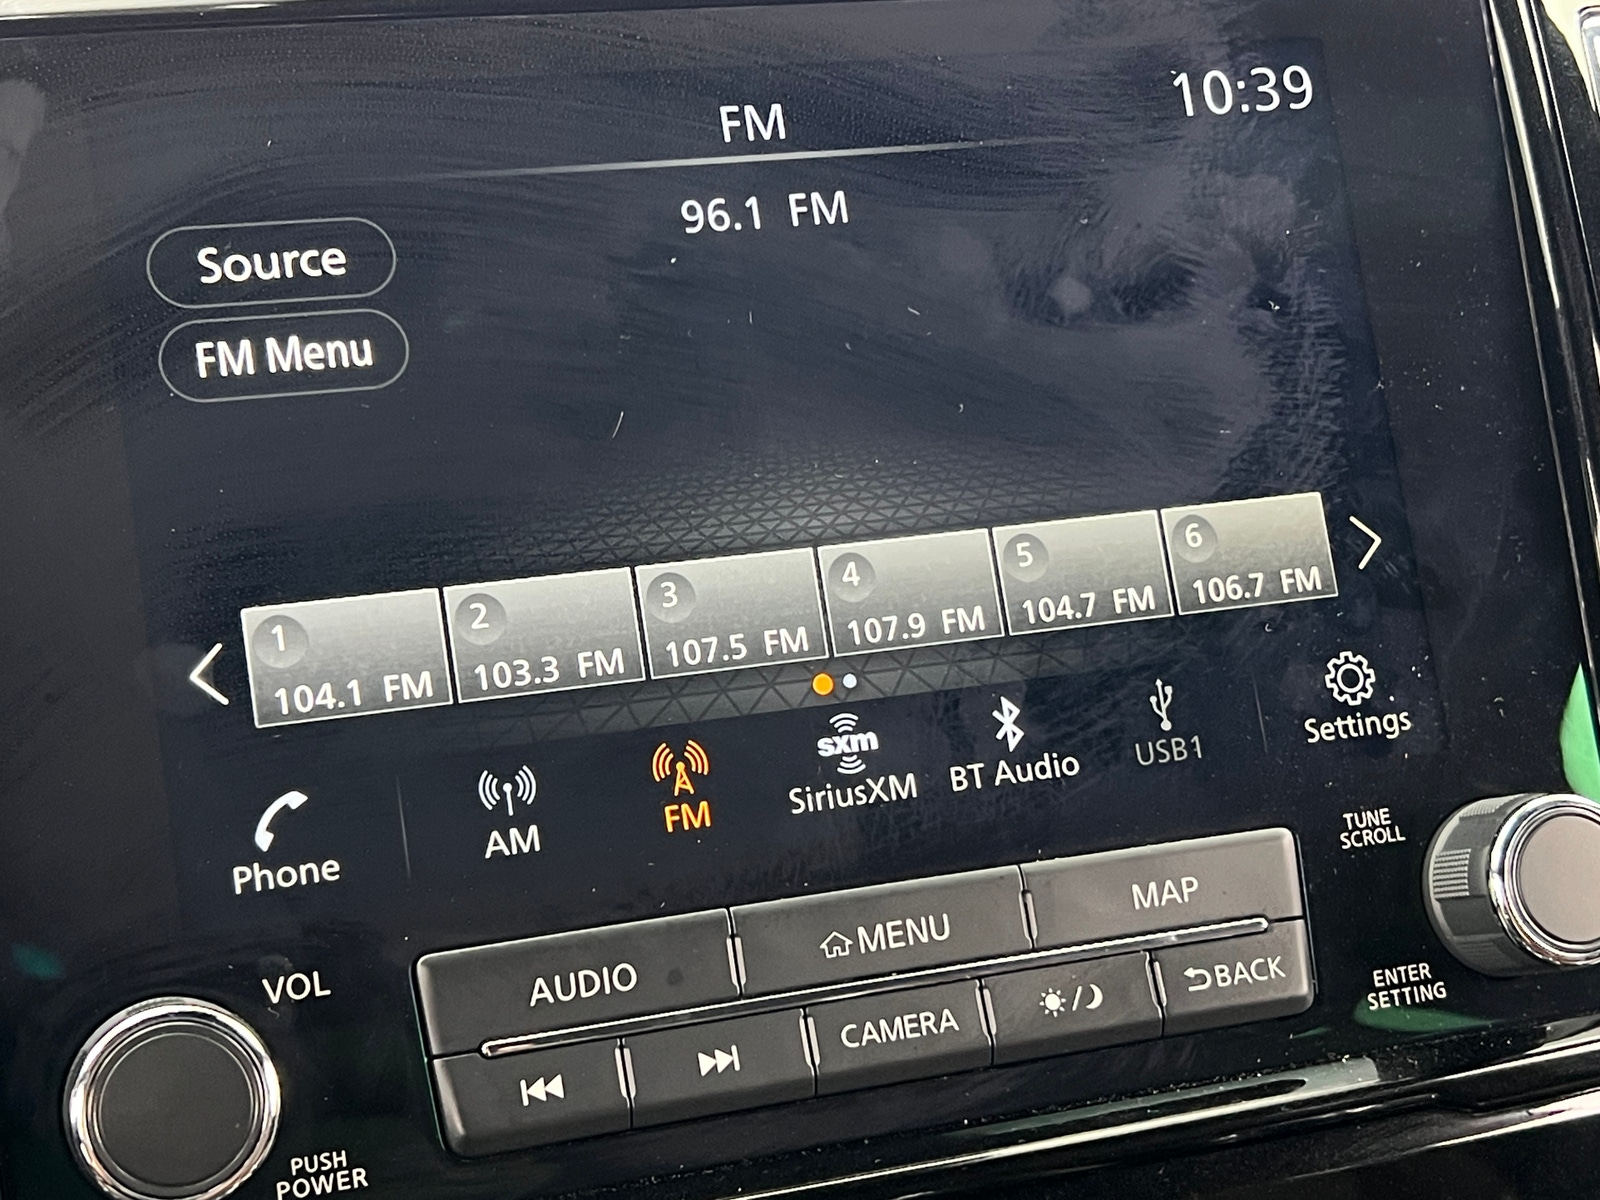 10:39
FM
96.1 FM
Source
FM Menu
1
104.1 FM
2
103.3 FM
3
107.5 FM
4
107.9 FM
5
104.7 FM
6
106.7 FM
Phone
AM
FM
sxm
SiriusXM
BT Audio
USB1
Settings
TUNE
SCROLL
VOL
AUDIO
MENU
MAP
CAMERA
BACK
ENTER
SETTING
PUSH
POWER